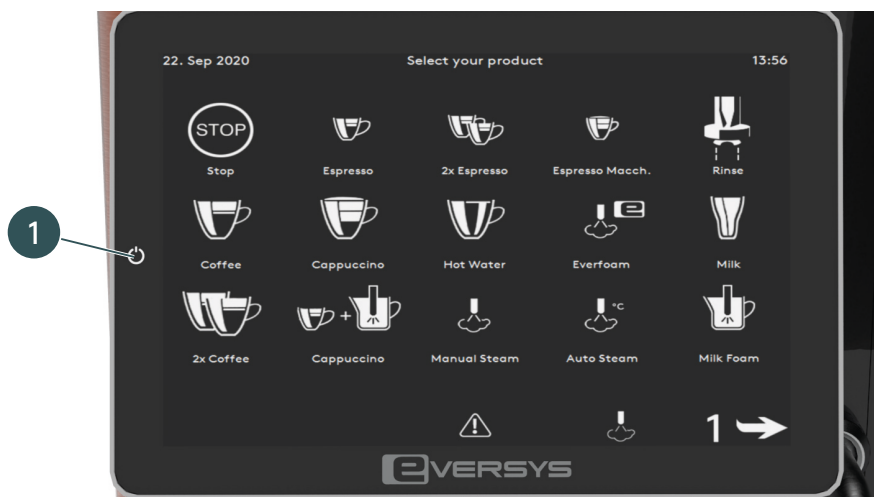 22. Sep 2020 Select your product 13:56
STOP
Stop Espresso 2x Espresso Espresso Macch. Rinse
e
Coffee Cappuccino Hot Water Everfoam Milk
+ °C
2x Coffee Cappuccino Manual Steam Auto Steam Milk Foam
1
1
eVERSYS